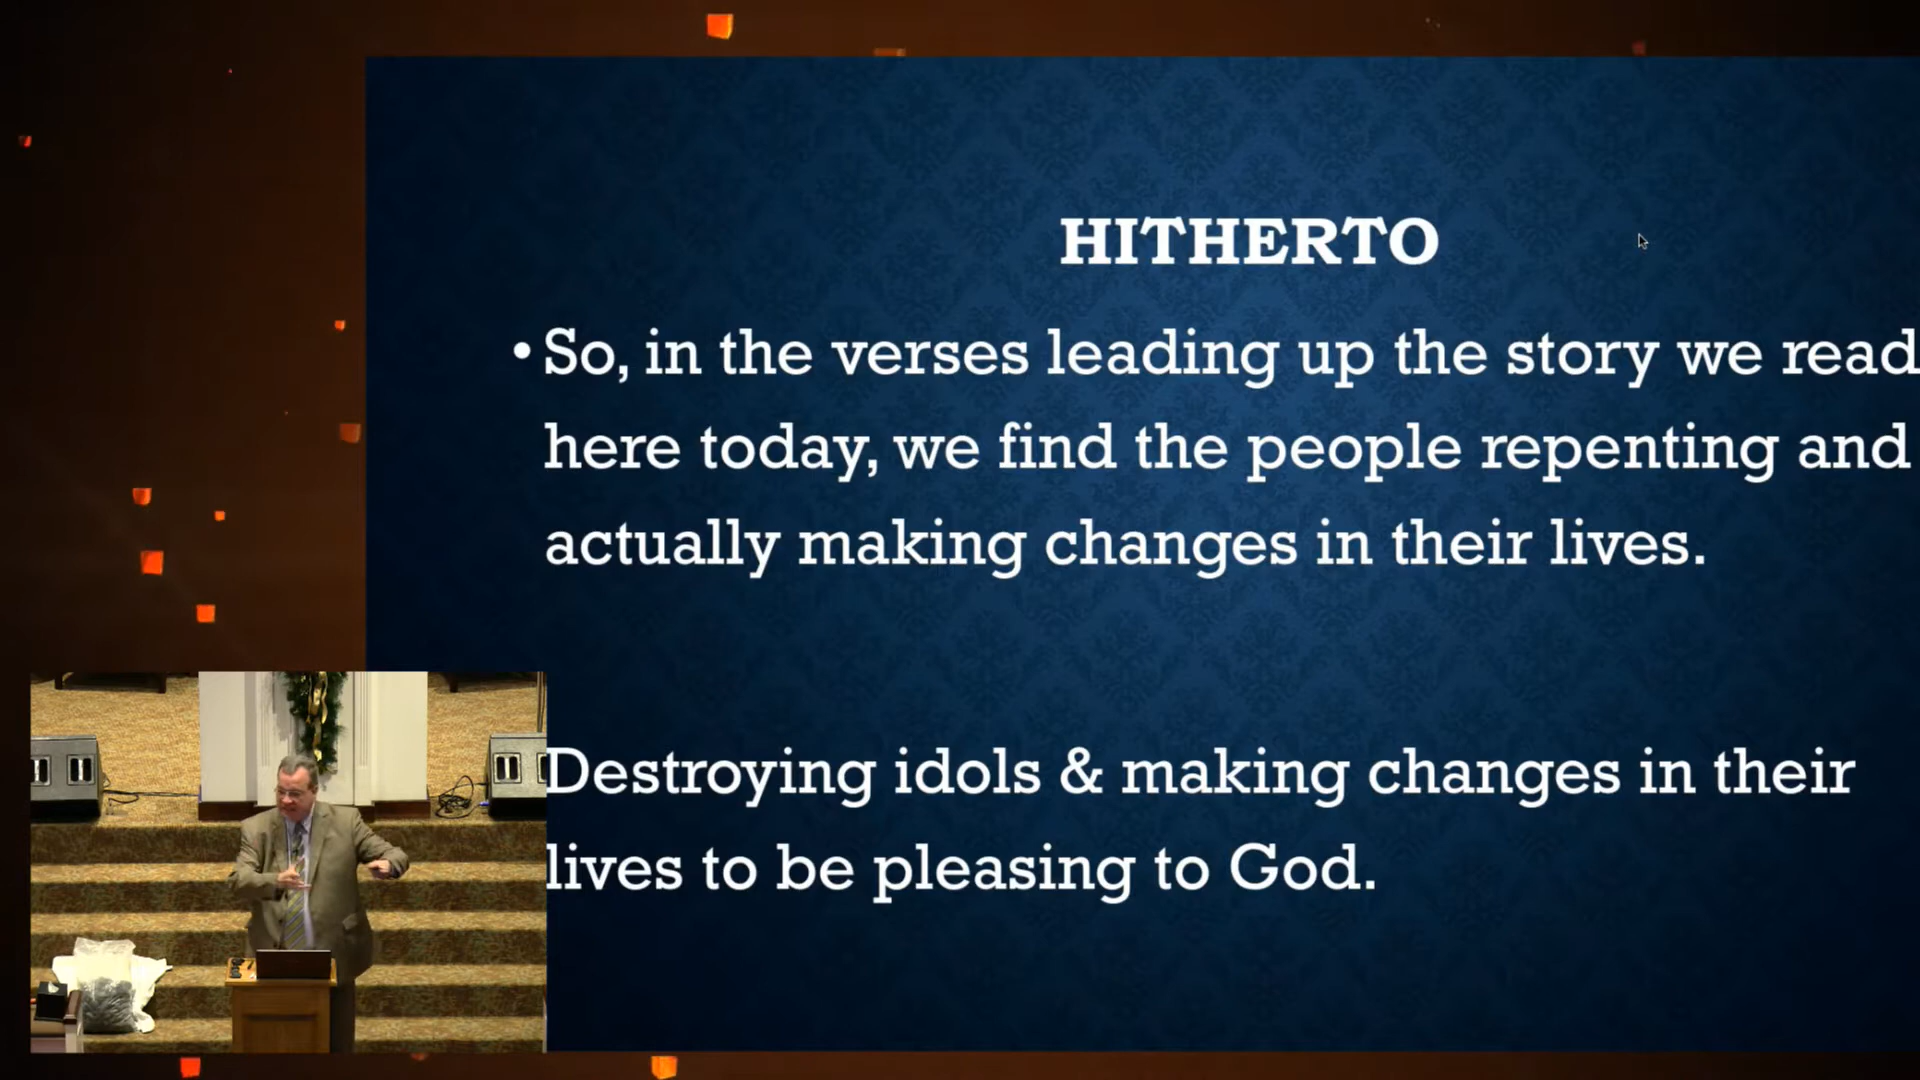 HITHERTO
• So, in the verses leading up the story we read
here today, we find the people repenting and
actually making changes in their lives.
Destroying idols & making changes in their
lives to be pleasing to God.